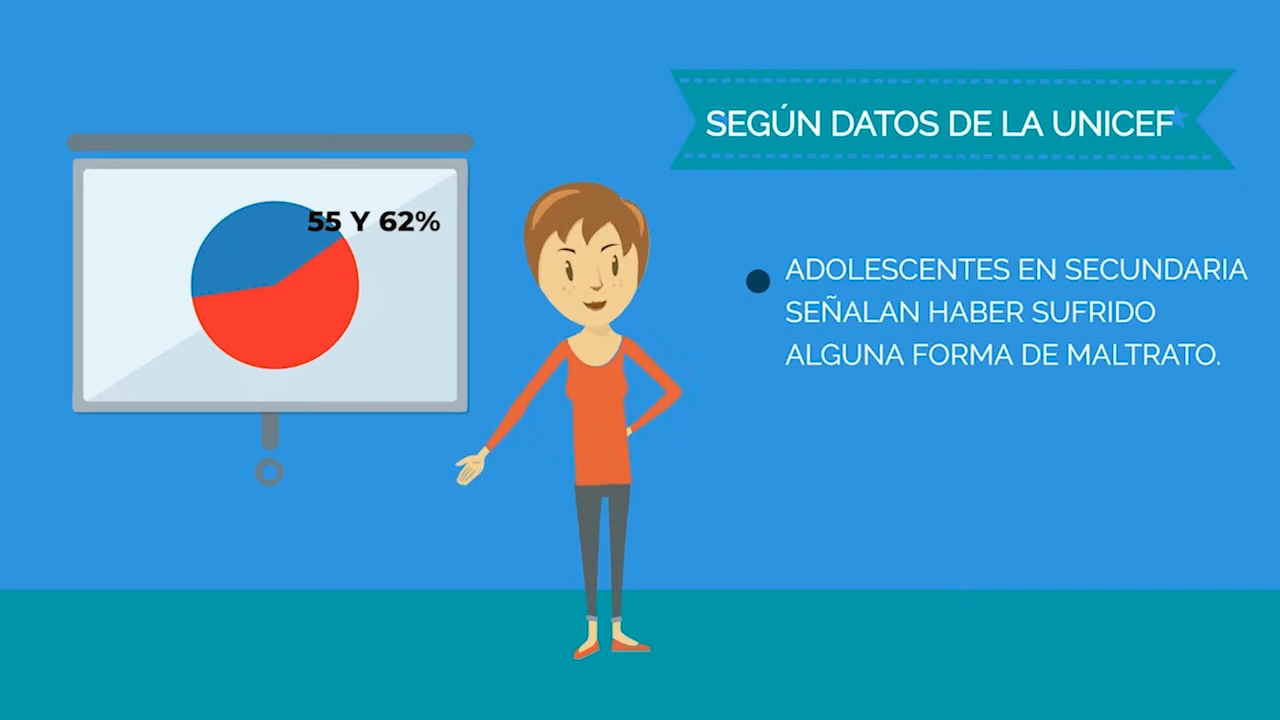 SEGÚN DATOS DE LA UNICEF
55 Y 62%
ADOLESCENTES EN SECUNDARIA
SEÑALAN HABER SUFRIDO
ALGUNA FORMA DE MALTRATO.